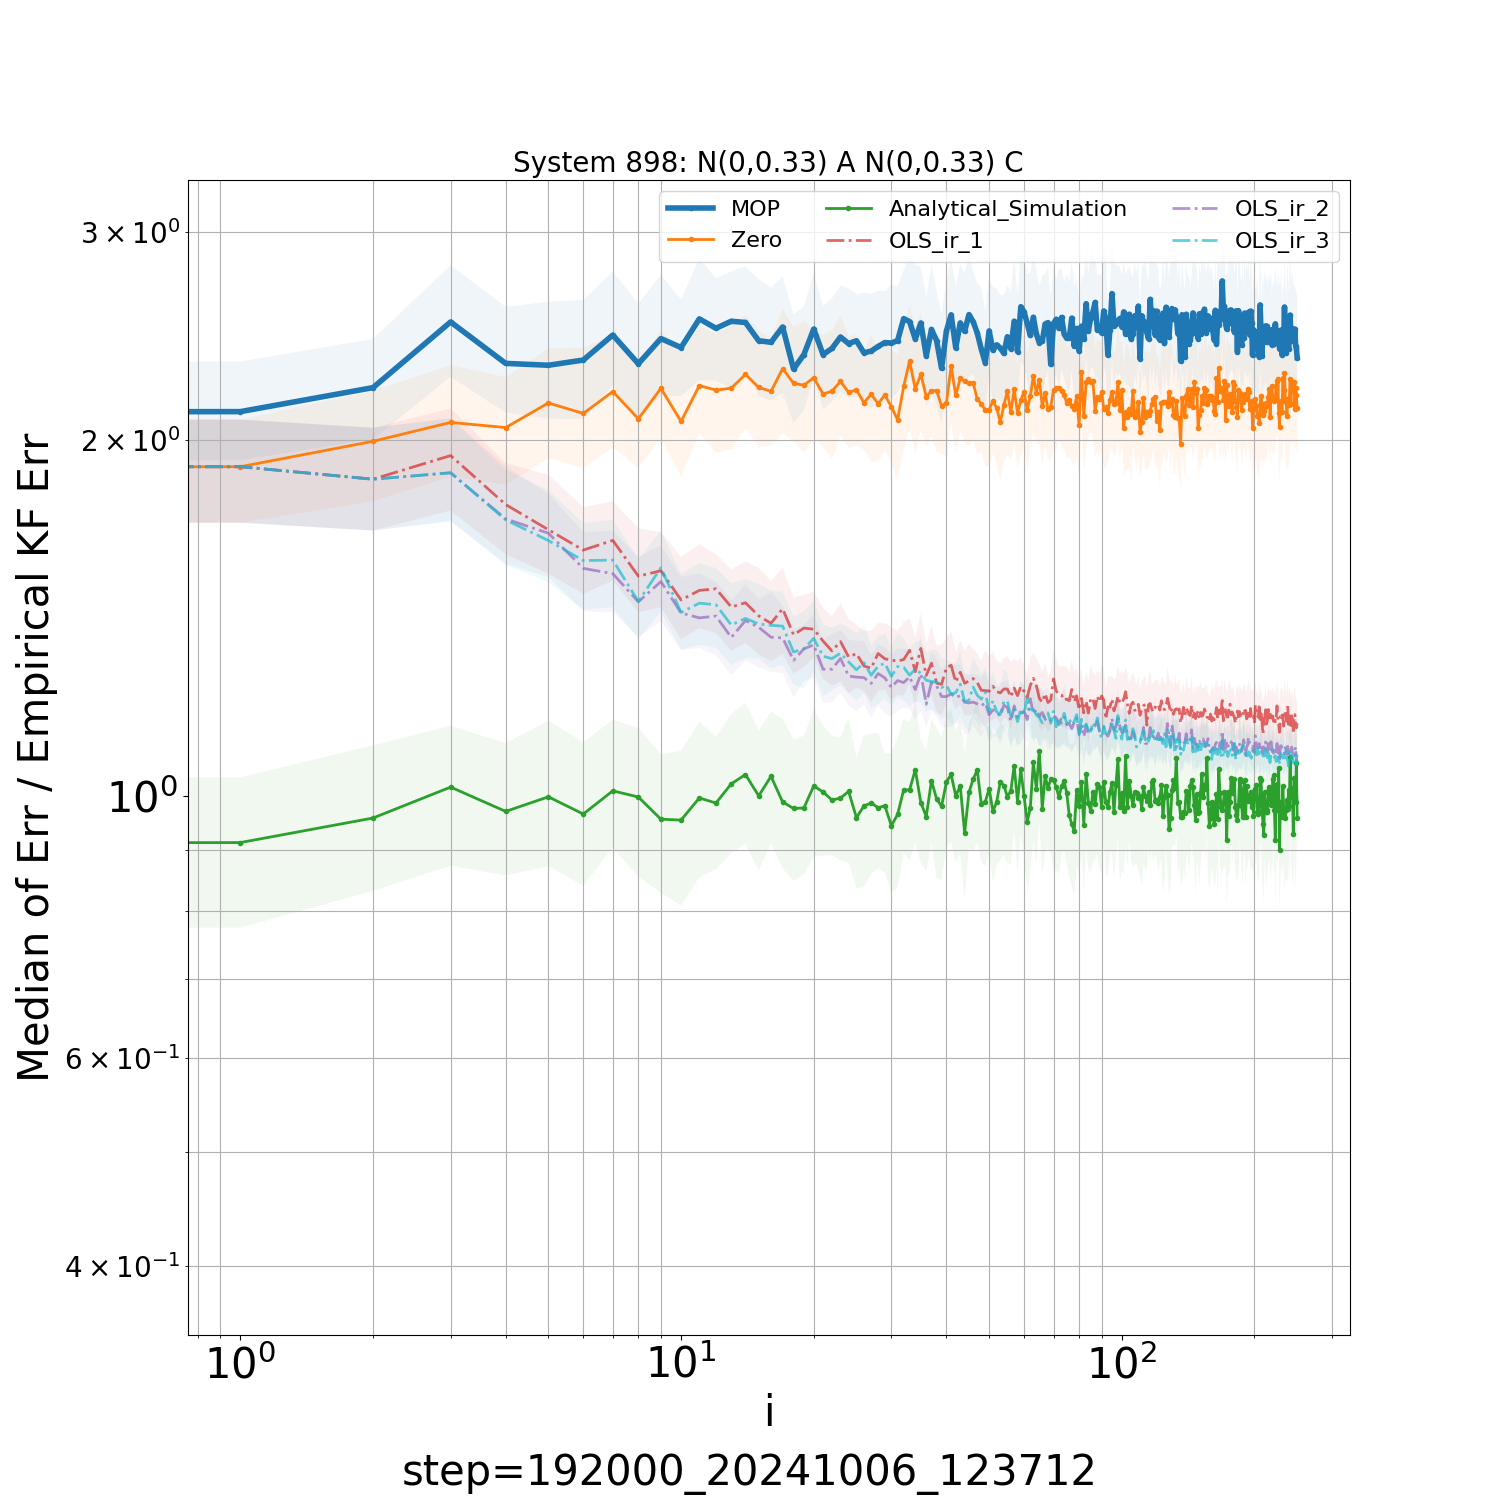 System 898: N(0,0.33) A N(0,0.33) C
MOP
Zero
Analytical_Simulation
OLS_ir_1
OLS_ir_2
OLS_ir_3
Median of Err / Empirical KF Err
3 × 10⁰
2 × 10⁰
10⁰
6 × 10⁻¹
4 × 10⁻¹
10⁰ 10¹ 10²
i
step=192000_20241006_123712